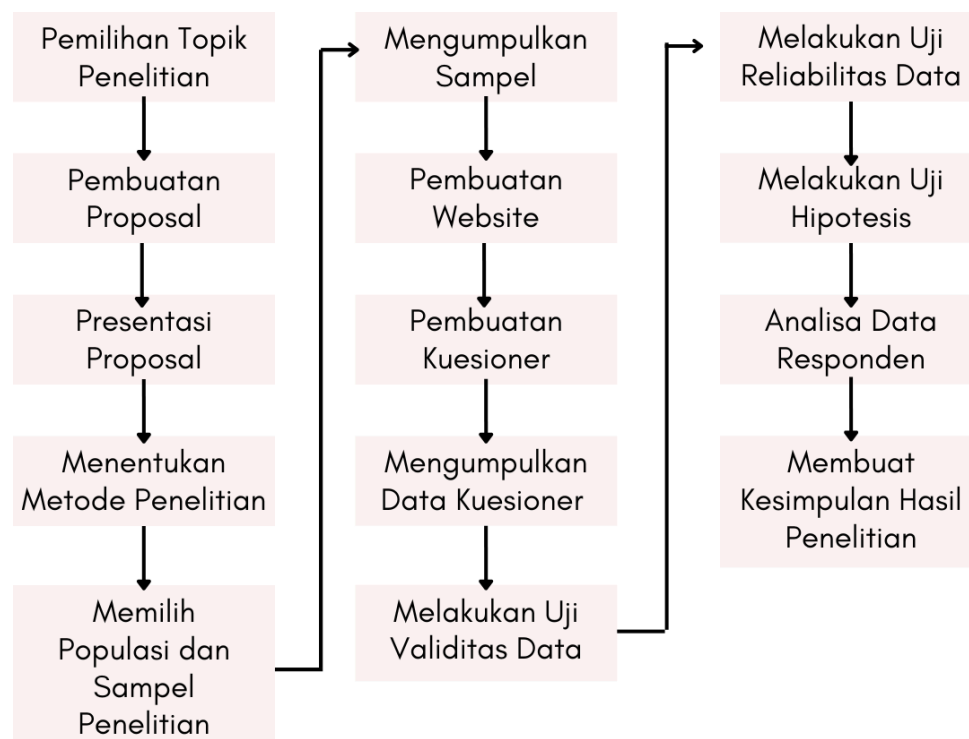 Pemilihan Topik
Penelitian
Pembuatan
Proposal
Presentasi
Proposal
Menentukan
Metode Penelitian
Memilih
Populasi dan
Sampel
Penelitian
Mengumpulkan
Sampel
Pembuatan
Website
Pembuatan
Kuesioner
Mengumpulkan
Data Kuesioner
Melakukan Uji
Validitas Data
Melakukan Uji
Reliabilitas Data
Melakukan Uji
Hipotesis
Analisa Data
Responden
Membuat
Kesimpulan Hasil
Penelitian